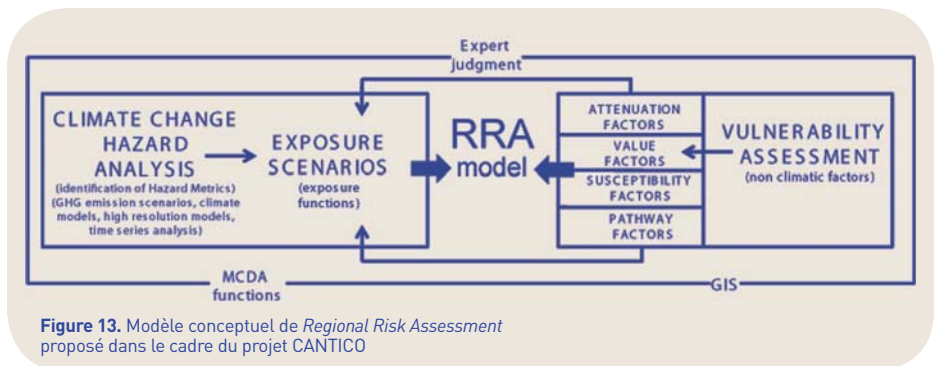 Expert
judgment
CLIMATE CHANGE
HAZARD
ANALYSIS
(identification of Hazard Metrics)
(GHG emission scenarios, climate
models, high resolution models,
time series analysis)
EXPOSURE
SCENARIOS
(exposure
functions)
RRA
model
ATTENUATION
FACTORS
VALUE
FACTORS
SUSCEPTIBILITY
FACTORS
PATHWAY
FACTORS
VULNERABILITY
ASSESSMENT
(non climatic factors)
MCDA
functions
GIS
Figure 13. Modèle conceptuel de Regional Risk Assessment
proposé dans le cadre du projet CANTICO